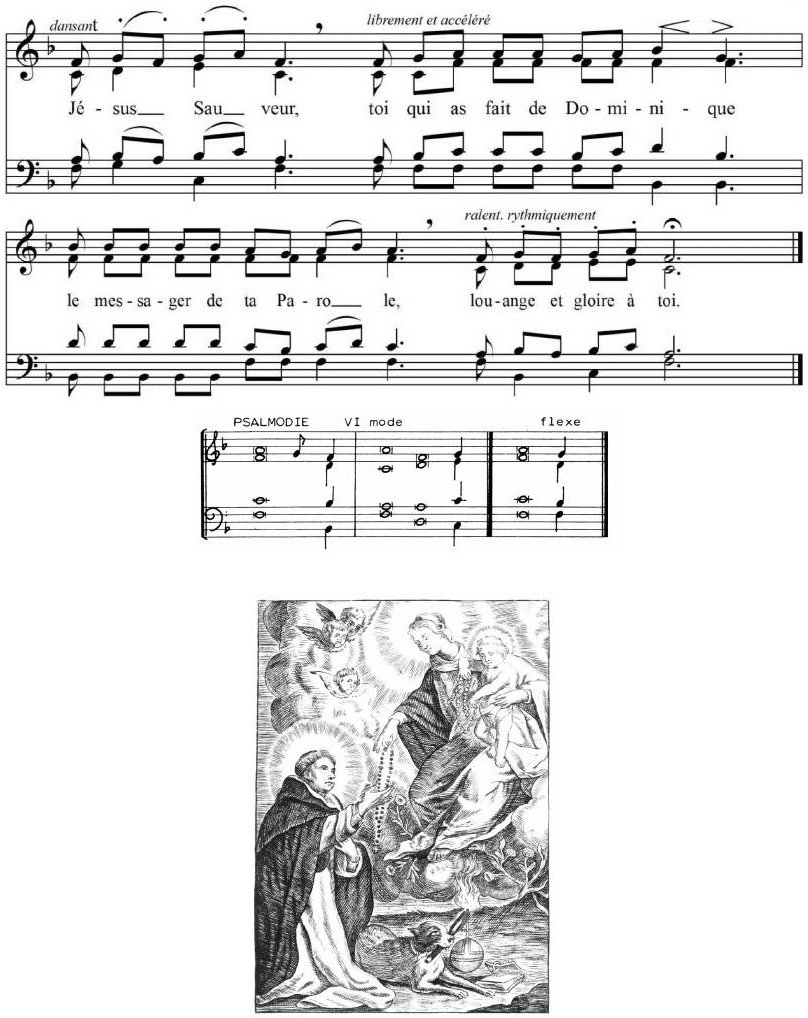 dansant librement et accéléré
Jé - sus Sau veur, toi qui as fait de Do - mi - ni - que
ralent. rythmiquement
le mes - sa - ger de ta Pa - ro le, lou - ange et gloire à toi.
PSALMODIE VI mode flexe